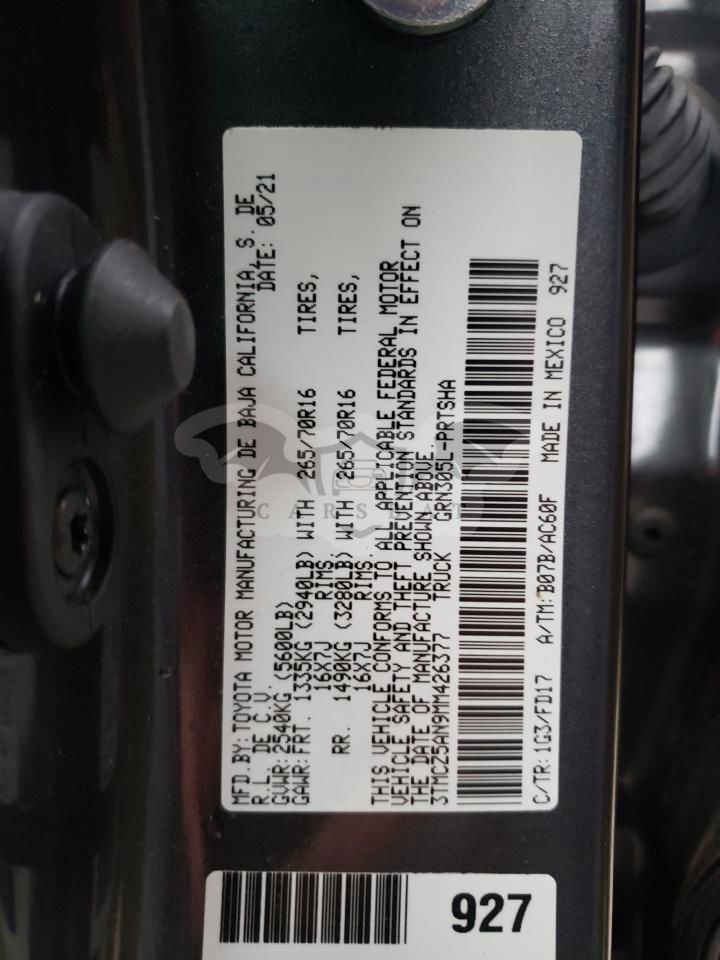 MFD.BY:TOYOTA MOTOR MANUFACTURING DE BAJA CALIFORNIA, S. DE
R.L. DE C.V. DATE: 05/21
GVWR:2540KG (5600LB)
GAWR:FRT. 1335KG (2940LB) WITH 265/70R16 TIRES,
16X7J RIMS,
RR. 1490KG (3280LB) WITH 265/70R16 TIRES,
16X7J RIMS.
THIS VEHICLE CONFORMS TO ALL APPLICABLE FEDERAL MOTOR
VEHICLE SAFETY AND THEFT PREVENTION STANDARDS IN EFFECT ON
THE DATE OF MANUFACTURE SHOWN ABOVE.
3TMCZ5AN9MM426377 TRUCK GRN305L-PRTSHA
C/TR:1G3/FD17 A/TM:B07B/AC60F MADE IN MEXICO 927
927
CARSBAT